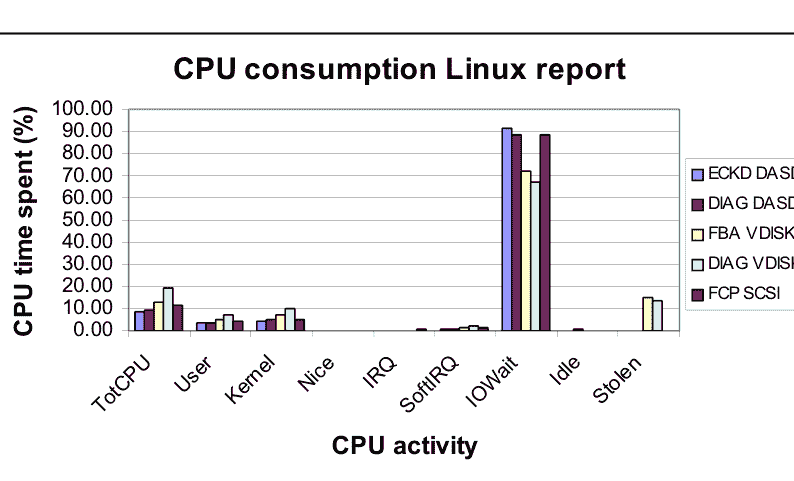 CPU consumption Linux report
CPU time spent (%)
100.00
90.00
80.00
70.00
60.00
50.00
40.00
30.00
20.00
10.00
0.00
TotCPU
User
Kernel
Nice
IRQ
SoftIRQ
IOWait
Idle
Stolen
CPU activity
ECKD DASD
DIAG DASD
FBA VDISK
DIAG VDISK
FCP SCSI